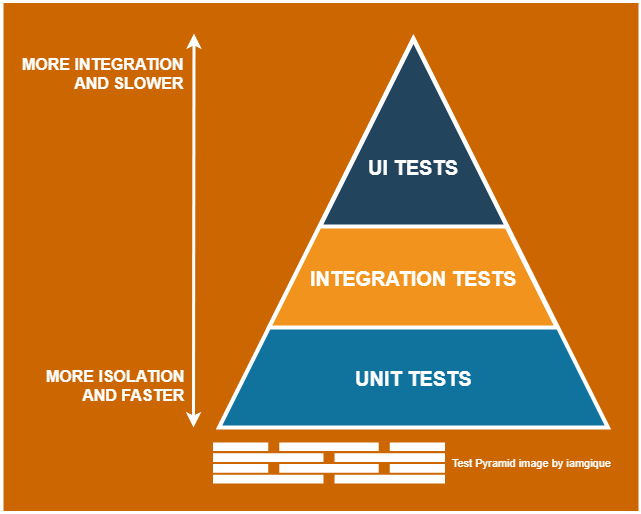 MORE INTEGRATION
AND SLOWER
UI TESTS
INTEGRATION TESTS
MORE ISOLATION
AND FASTER
UNIT TESTS
Test Pyramid image by iamgique